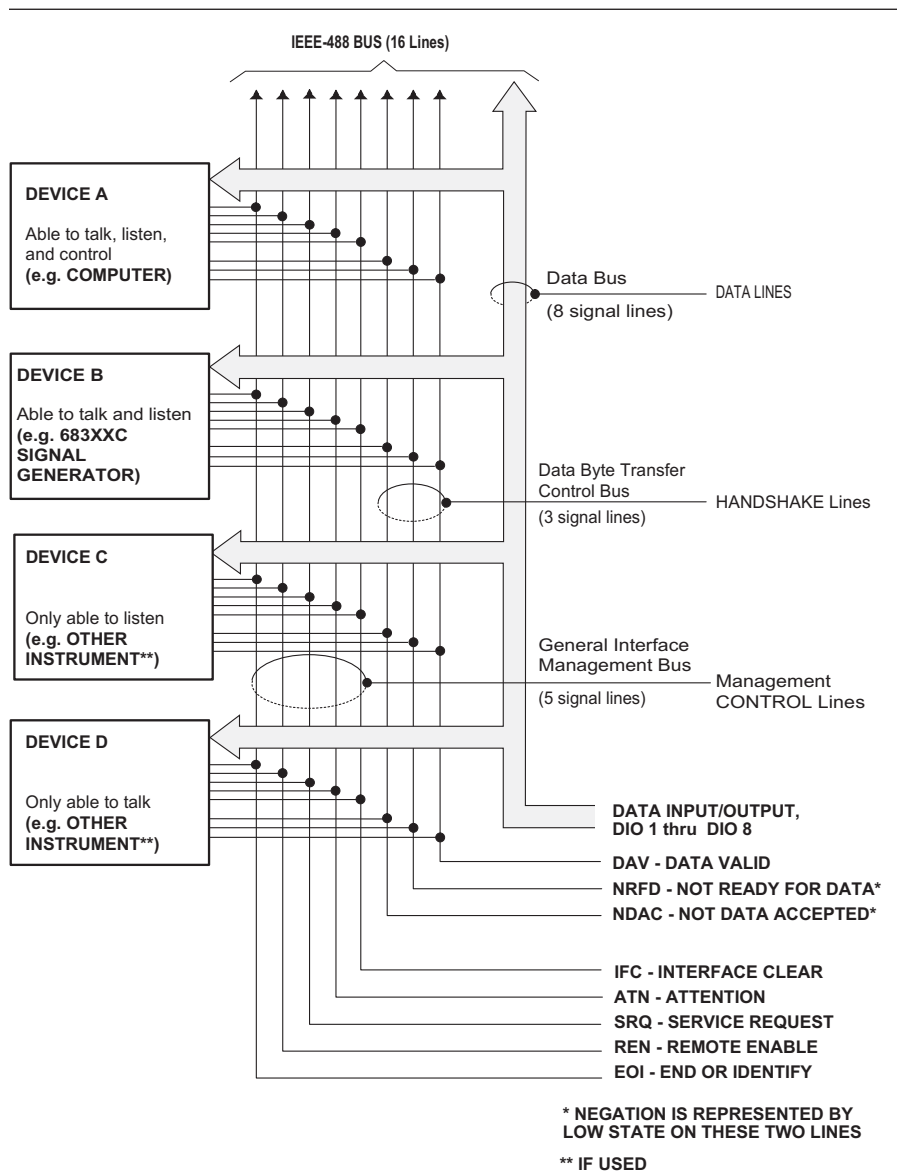 IEEE-488 BUS (16 Lines)
DEVICE A
Able to talk, listen,
and control
(e.g. COMPUTER)
Data Bus
(8 signal lines)
DATA LINES
DEVICE B
Able to talk and listen
(e.g. 683XXC
SIGNAL
GENERATOR)
Data Byte Transfer
Control Bus
(3 signal lines)
HANDSHAKE Lines
DEVICE C
Only able to listen
(e.g. OTHER
INSTRUMENT**)
General Interface
Management Bus
(5 signal lines)
Management
CONTROL Lines
DEVICE D
Only able to talk
(e.g. OTHER
INSTRUMENT**)
DATA INPUT/OUTPUT,
DIO 1 thru DIO 8
DAV - DATA VALID
NRFD - NOT READY FOR DATA*
NDAC - NOT DATA ACCEPTED*
IFC - INTERFACE CLEAR
ATN - ATTENTION
SRQ - SERVICE REQUEST
REN - REMOTE ENABLE
EOI - END OR IDENTIFY
* NEGATION IS REPRESENTED BY
LOW STATE ON THESE TWO LINES
** IF USED